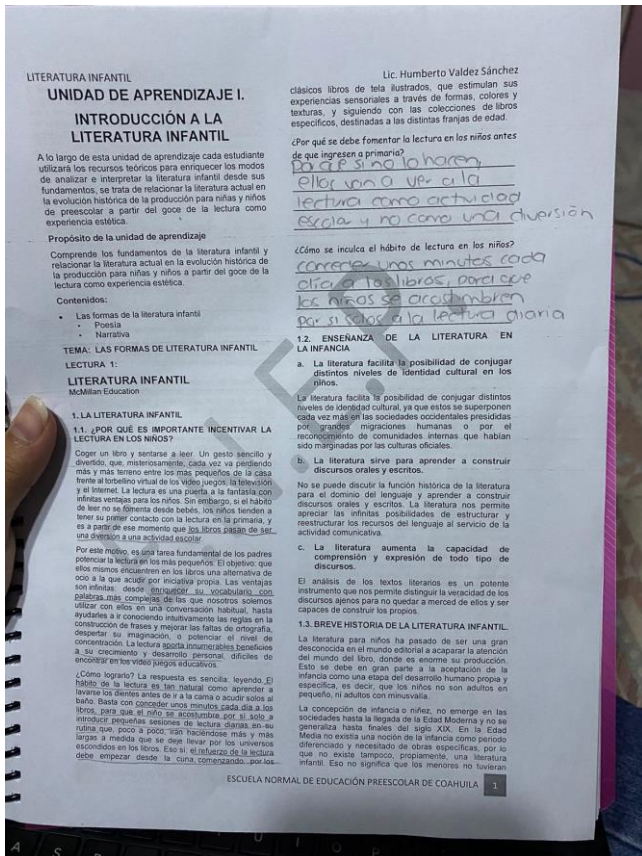 LITERATURA INFANTIL
UNIDAD DE APRENDIZAJE I.
INTRODUCCIÓN A LA
LITERATURA INFANTIL
A lo largo de esta unidad de aprendizaje cada estudiante
utilizará los recursos teóricos para enriquecer los modos
de analizar e interpretar la literatura infantil desde sus
fundamentos, se trata de relacionar la literatura actual en
la evolución histórica de la producción para niñas y niños
de preescolar a partir del goce de la lectura como
experiencia estética.
Propósito de la unidad de aprendizaje
Comprende los fundamentos de la literatura infantil y
relacionar la literatura actual en la evolución histórica de
la producción para niñas y niños a partir del goce de la
lectura como experiencia estética.
Contenidos:
• Las formas de la literatura infantil
• Poesía
• Narrativa
TEMA: LAS FORMAS DE LITERATURA INFANTIL
LECTURA 1:
LITERATURA INFANTIL
McMillan Education
1. LA LITERATURA INFANTIL
1.1. ¿POR QUÉ ES IMPORTANTE INCENTIVAR LA
LECTURA EN LOS NIÑOS?
Coger un libro y sentarse a leer. Un gesto sencillo y
divertido, que, misteriosamente, cada vez va perdiendo
más y más terreno entre los más pequeños de la casa
frente al torbellino virtual de los video juegos, la televisión
y el Internet. La lectura es una puerta a la fantasía con
infinitas ventajas para los niños. Sin embargo, si el hábito
de leer no se fomenta desde bebés, los niños tienden a
tener su primer contacto con la lectura en la primaria, y
es a partir de ese momento que los libros pasan de ser
una diversión a una actividad escolar.
Por este motivo, es una tarea fundamental de los padres
potenciar la lectura en los más pequeños. El objetivo: que
ellos mismos encuentren en los libros una alternativa de
ocio a la que acudir por iniciativa propia. Las ventajas
son infinitas: desde enriquecer su vocabulario con
palabras más complejas de las que nosotros solemos
utilizar con ellos en una conversación habitual, hasta
ayudarles a ir conociendo intuitivamente las reglas en la
construcción de frases y mejorar las faltas de ortografía,
despertar su imaginación, o potenciar el nivel de
concentración. La lectura aporta innumerables beneficios
a su crecimiento y desarrollo personal, difíciles de
encontrar en los video juegos educativos.
¿Cómo lograrlo? La respuesta es sencilla: leyendo. El
hábito de la lectura es tan natural como aprender a
lavarse los dientes antes de ir a la cama o acudir solos al
baño. Basta con conceder unos minutos cada día a los
libros, para que el niño se acostumbre por sí solo a
introducir pequeñas sesiones de lectura diarias en su
rutina que, poco a poco, irán haciéndose más y más
largas a medida que se deje llevar por los universos
escondidos en los libros. Eso sí: el refuerzo de la lectura
debe empezar desde la cuna, comenzando por los
Lic. Humberto Valdez Sánchez
clásicos libros de tela ilustrados, que estimulan sus
experiencias sensoriales a través de formas, colores y
texturas, y siguiendo con las colecciones de libros
específicos, destinadas a las distintas franjas de edad.
¿Por qué se debe fomentar la lectura en los niños antes
de que ingresen a primaria?
Porque si no lo hacen,
ellos van a ver a la
lectura como actividad
escola y no como una diversión
¿Cómo se inculca el hábito de lectura en los niños?
conceder unos minutos cada
día a los libros, para que
los niños se acostumbren
por si solos a la lectura diaria
1.2. ENSEÑANZA DE LA LITERATURA EN
LA INFANCIA
a. La literatura facilita la posibilidad de conjugar
distintos niveles de identidad cultural en los
niños.
La literatura facilita la posibilidad de conjugar distintos
niveles de identidad cultural, ya que estos se superponen
cada vez más en las sociedades occidentales presididas
por grandes migraciones humanas o por el
reconocimiento de comunidades internas que habían
sido marginadas por las culturas oficiales.
b. La literatura sirve para aprender a construir
discursos orales y escritos.
No se puede discutir la función histórica de la literatura
para el dominio del lenguaje y aprender a construir
discursos orales y escritos. La literatura nos permite
apreciar las infinitas posibilidades de estructurar y
reestructurar los recursos del lenguaje al servicio de la
actividad comunicativa.
c. La literatura aumenta la capacidad de
comprensión y expresión de todo tipo de
discursos.
El análisis de los textos literarios es un potente
instrumento que nos permite distinguir la veracidad de los
discursos ajenos para no quedar a merced de ellos y ser
capaces de construir los propios.
1.3. BREVE HISTORIA DE LA LITERATURA INFANTIL.
La literatura para niños ha pasado de ser una gran
desconocida en el mundo editorial a acaparar la atención
del mundo del libro, donde es enorme su producción.
Esto se debe en gran parte a la aceptación de la
infancia como una etapa del desarrollo humano propia y
específica, es decir, que los niños no son adultos en
pequeño, ni adultos con minusvalía.
La concepción de infancia o niñez, no emerge en las
sociedades hasta la llegada de la Edad Moderna y no se
generaliza hasta finales del siglo XIX. En la Edad
Media no existía una noción de la infancia como periodo
diferenciado y necesitado de obras específicas, por lo
que no existe tampoco, propiamente, una literatura
infantil. Eso no significa que los menores no tuvieran
ESCUELA NORMAL DE EDUCACIÓN PREESCOLAR DE COAHUILA 1